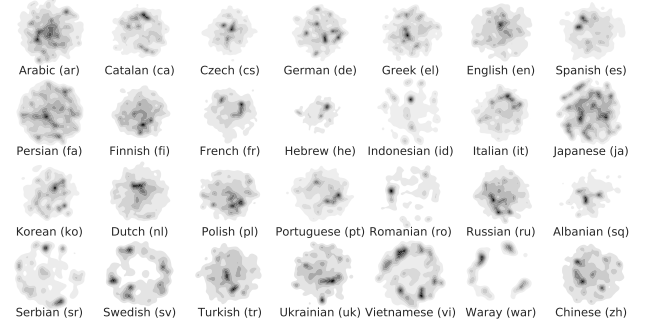 Arabic (ar) Catalan (ca) Czech (cs) German (de) Greek (el) English (en) Spanish (es)
Persian (fa) Finnish (fi) French (fr) Hebrew (he) Indonesian (id) Italian (it) Japanese (ja)
Korean (ko) Dutch (nl) Polish (pl) Portuguese (pt) Romanian (ro) Russian (ru) Albanian (sq)
Serbian (sr) Swedish (sv) Turkish (tr) Ukrainian (uk) Vietnamese (vi) Waray (war) Chinese (zh)